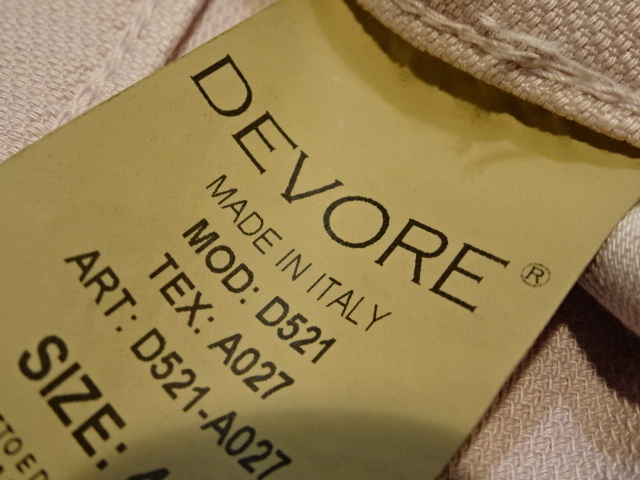 DEVORE ®
MADE IN ITALY
MOD: D521
TEX: A027
ART: D521-A027
SIZE: